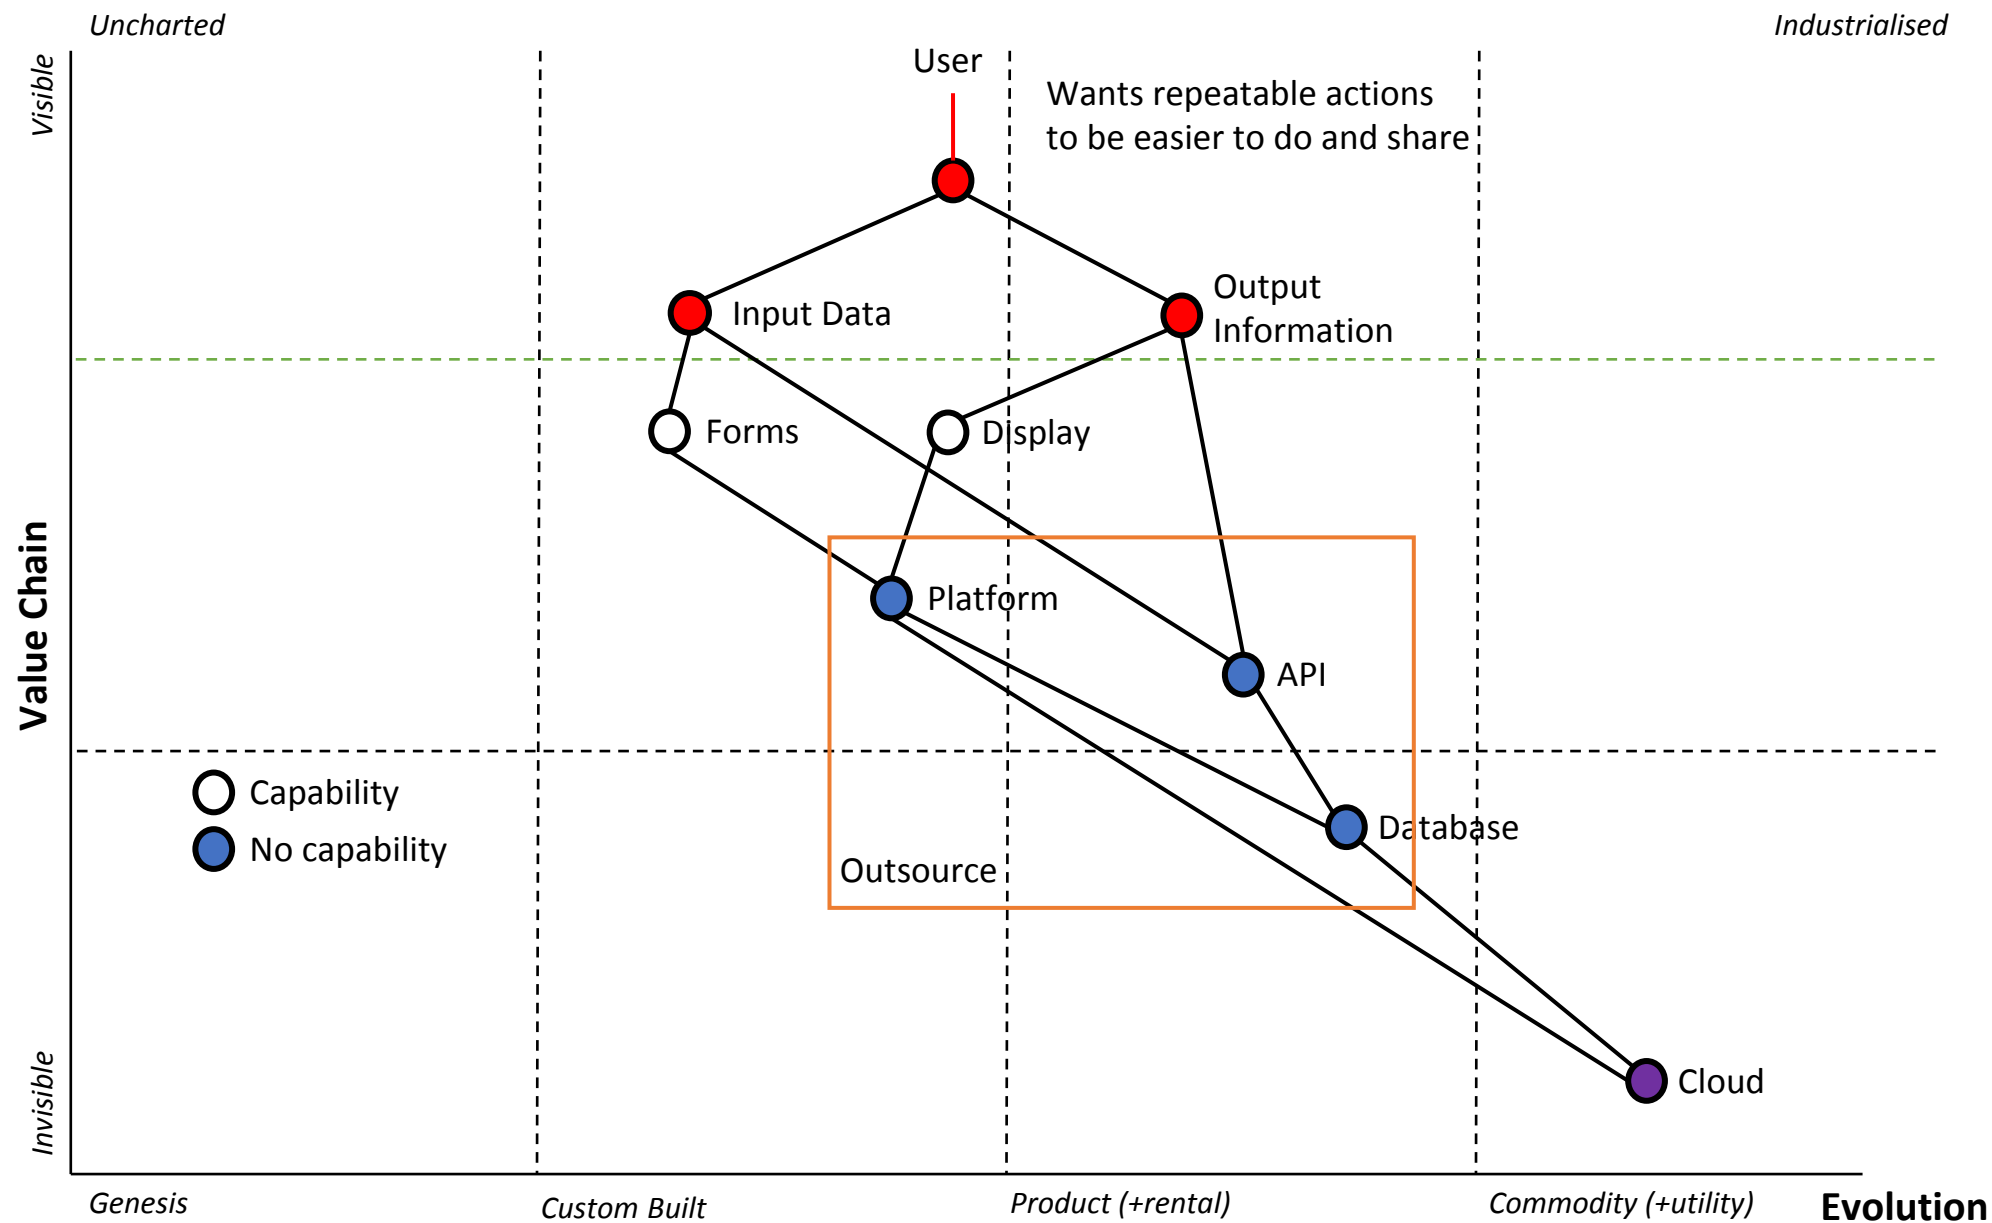 Uncharted
Industrialised
Visible
User
Wants repeatable actions
to be easier to do and share
Input Data
Output
Information
Forms
Display
Value Chain
Platform
API
Capability
No capability
Database
Outsource
Invisible
Cloud
Genesis
Custom Built
Product (+rental)
Commodity (+utility)
Evolution